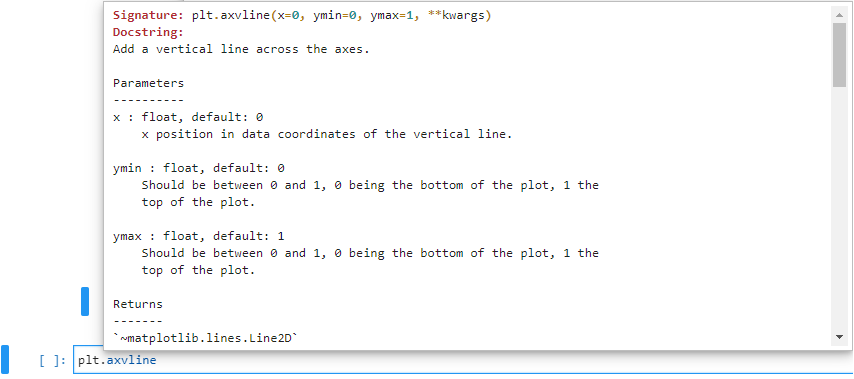 Signature: plt.axvline(x=0, ymin=0, ymax=1, **kwargs)
Docstring:
Add a vertical line across the axes.
Parameters
----------
x : float, default: 0
x position in data coordinates of the vertical line.
ymin : float, default: 0
Should be between 0 and 1, 0 being the bottom of the plot, 1 the
top of the plot.
ymax : float, default: 1
Should be between 0 and 1, 0 being the bottom of the plot, 1 the
top of the plot.
Returns
-------
`~matplotlib.lines.Line2D`
[ ]: plt.axvline